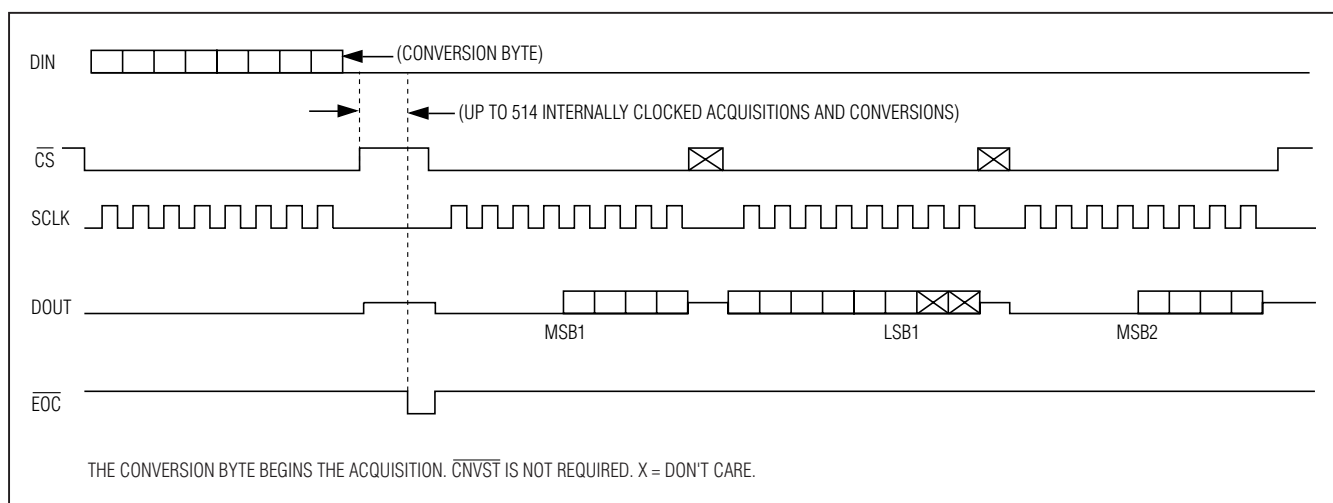 DIN
(CONVERSION BYTE)
(UP TO 514 INTERNALLY CLOCKED ACQUISITIONS AND CONVERSIONS)
CS
SCLK
DOUT
MSB1
LSB1
MSB2
EOC
THE CONVERSION BYTE BEGINS THE ACQUISITION. CNVST IS NOT REQUIRED. X = DON'T CARE.